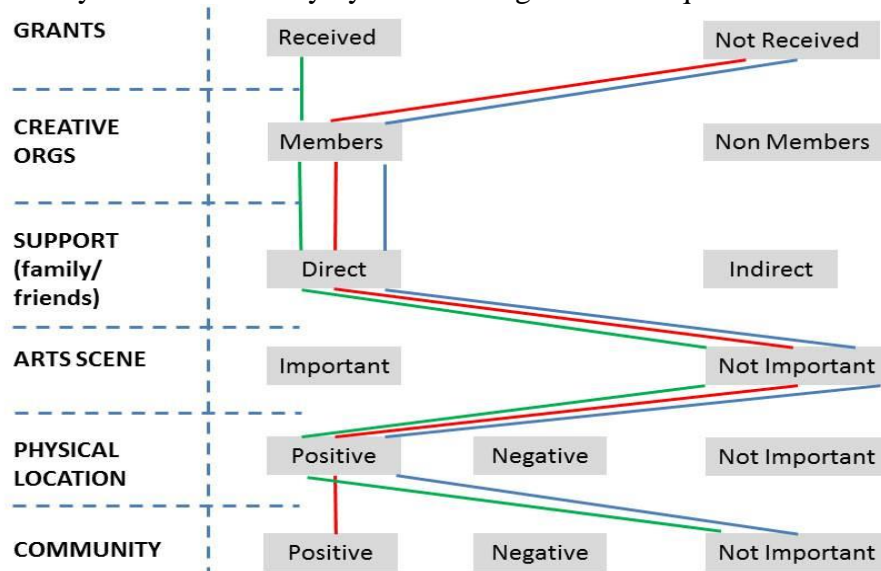 GRANTS
Received
Not Received
CREATIVE
ORGS
Members
Non Members
SUPPORT
(family/
friends)
Direct
Indirect
ARTS SCENE
Important
Not Important
PHYSICAL
LOCATION
Positive
Negative
Not Important
COMMUNITY
Positive
Negative
Not Important